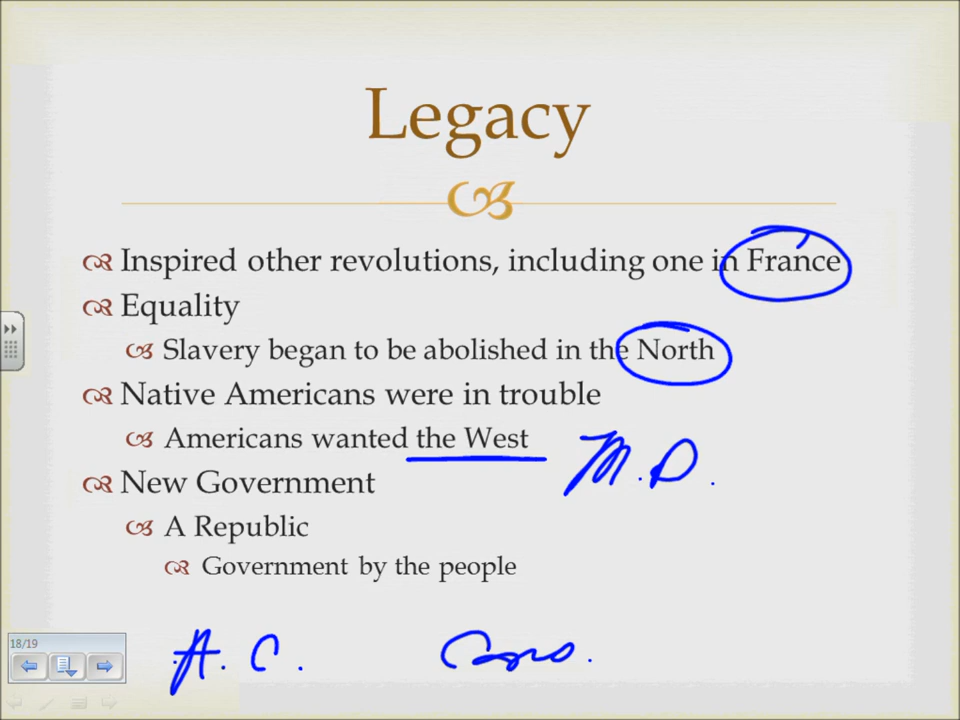 Legacy
Inspired other revolutions, including one in France
Equality
Slavery began to be abolished in the North
Native Americans were in trouble
Americans wanted the West
M.D.
New Government
A Republic
Government by the people
18/19
A. C.